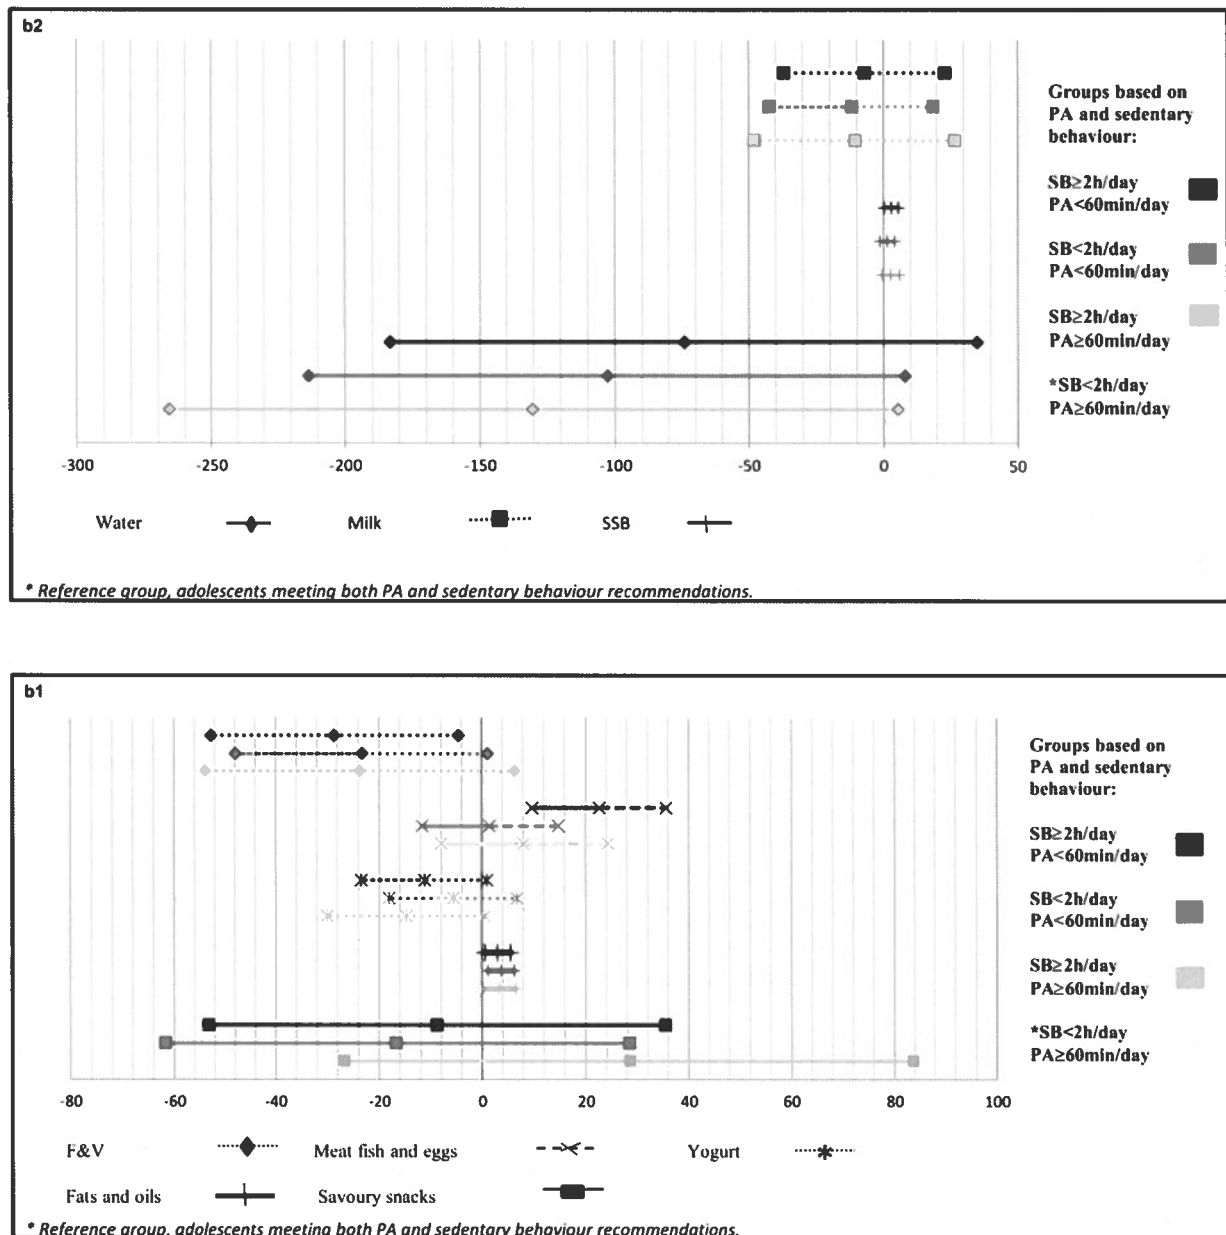 b2
Groups based on
PA and sedentary
behaviour:
SB≥2h/day
PA<60min/day
SB<2h/day
PA<60min/day
SB≥2h/day
PA≥60min/day
*SB<2h/day
PA≥60min/day
-300 -250 -200 -150 -100 -50 0 50
Water Milk SSB
* Reference group, adolescents meeting both PA and sedentary behaviour recommendations.
b1
Groups based on
PA and sedentary
behaviour:
SB≥2h/day
PA<60min/day
SB<2h/day
PA<60min/day
SB≥2h/day
PA≥60min/day
*SB<2h/day
PA≥60min/day
-80 -60 -40 -20 0 20 40 60 80 100
F&V Meat fish and eggs Yogurt
Fats and oils Savoury snacks
* Reference group, adolescents meeting both PA and sedentary behaviour recommendations.